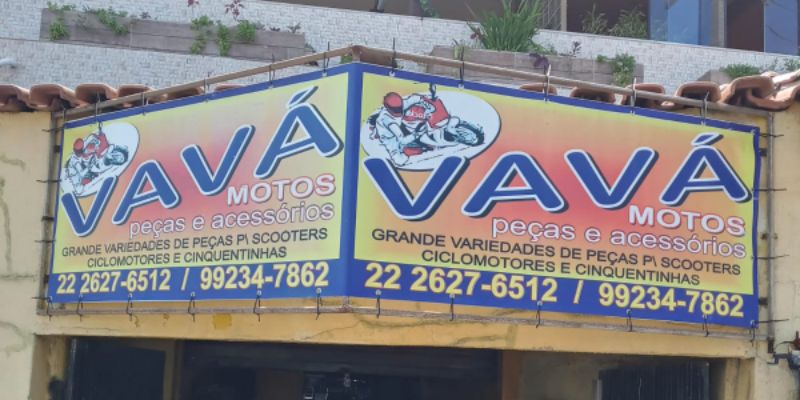 VAVÁ
MOTOS
peças e acessórios
GRANDE VARIEDADES DE PEÇAS P\ SCOOTERS
CICLOMOTORES E CINQUENTINHAS
22 2627-6512 / 99234-7862
VAVÁ
MOTOS
peças e acessórios
GRANDE VARIEDADES DE PEÇAS P\ SCOOTERS
CICLOMOTORES E CINQUENTINHAS
22 2627-6512 / 99234-7862